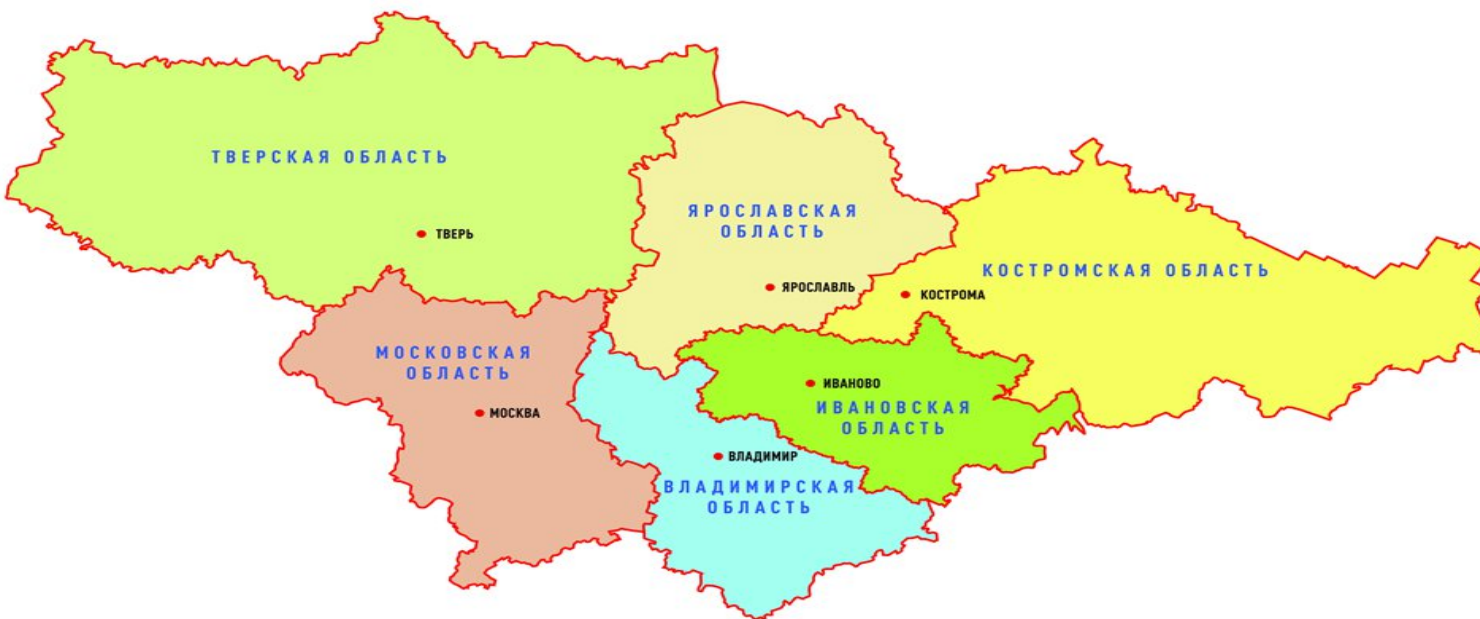 ТВЕРСКАЯ ОБЛАСТЬ
ТВЕРЬ
ЯРОСЛАВСКАЯ
ОБЛАСТЬ
ЯРОСЛАВЛЬ
КОСТРОМСКАЯ ОБЛАСТЬ
КОСТРОМА
МОСКОВСКАЯ
ОБЛАСТЬ
МОСКВА
ИВАНОВО
ИВАНОВСКАЯ
ОБЛАСТЬ
ВЛАДИМИР
ВЛАДИМИРСКАЯ
ОБЛАСТЬ